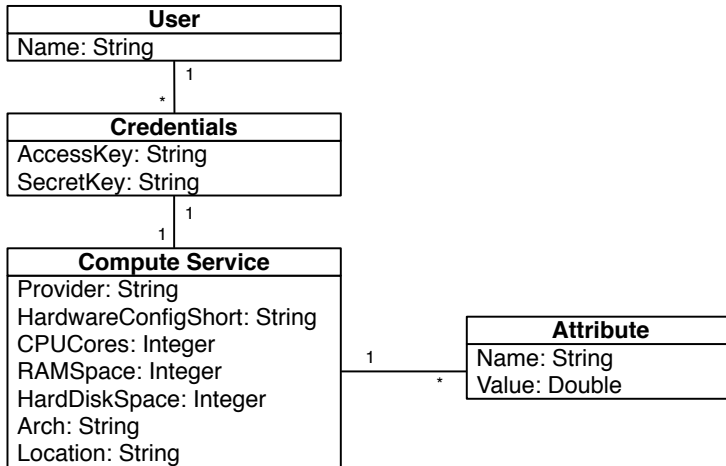 User
Name: String
1
*
Credentials
AccessKey: String
SecretKey: String
1
1
Compute Service
Provider: String
HardwareConfigShort: String
CPUCores: Integer
RAMSpace: Integer
HardDiskSpace: Integer
Arch: String
Location: String
1
*
Attribute
Name: String
Value: Double